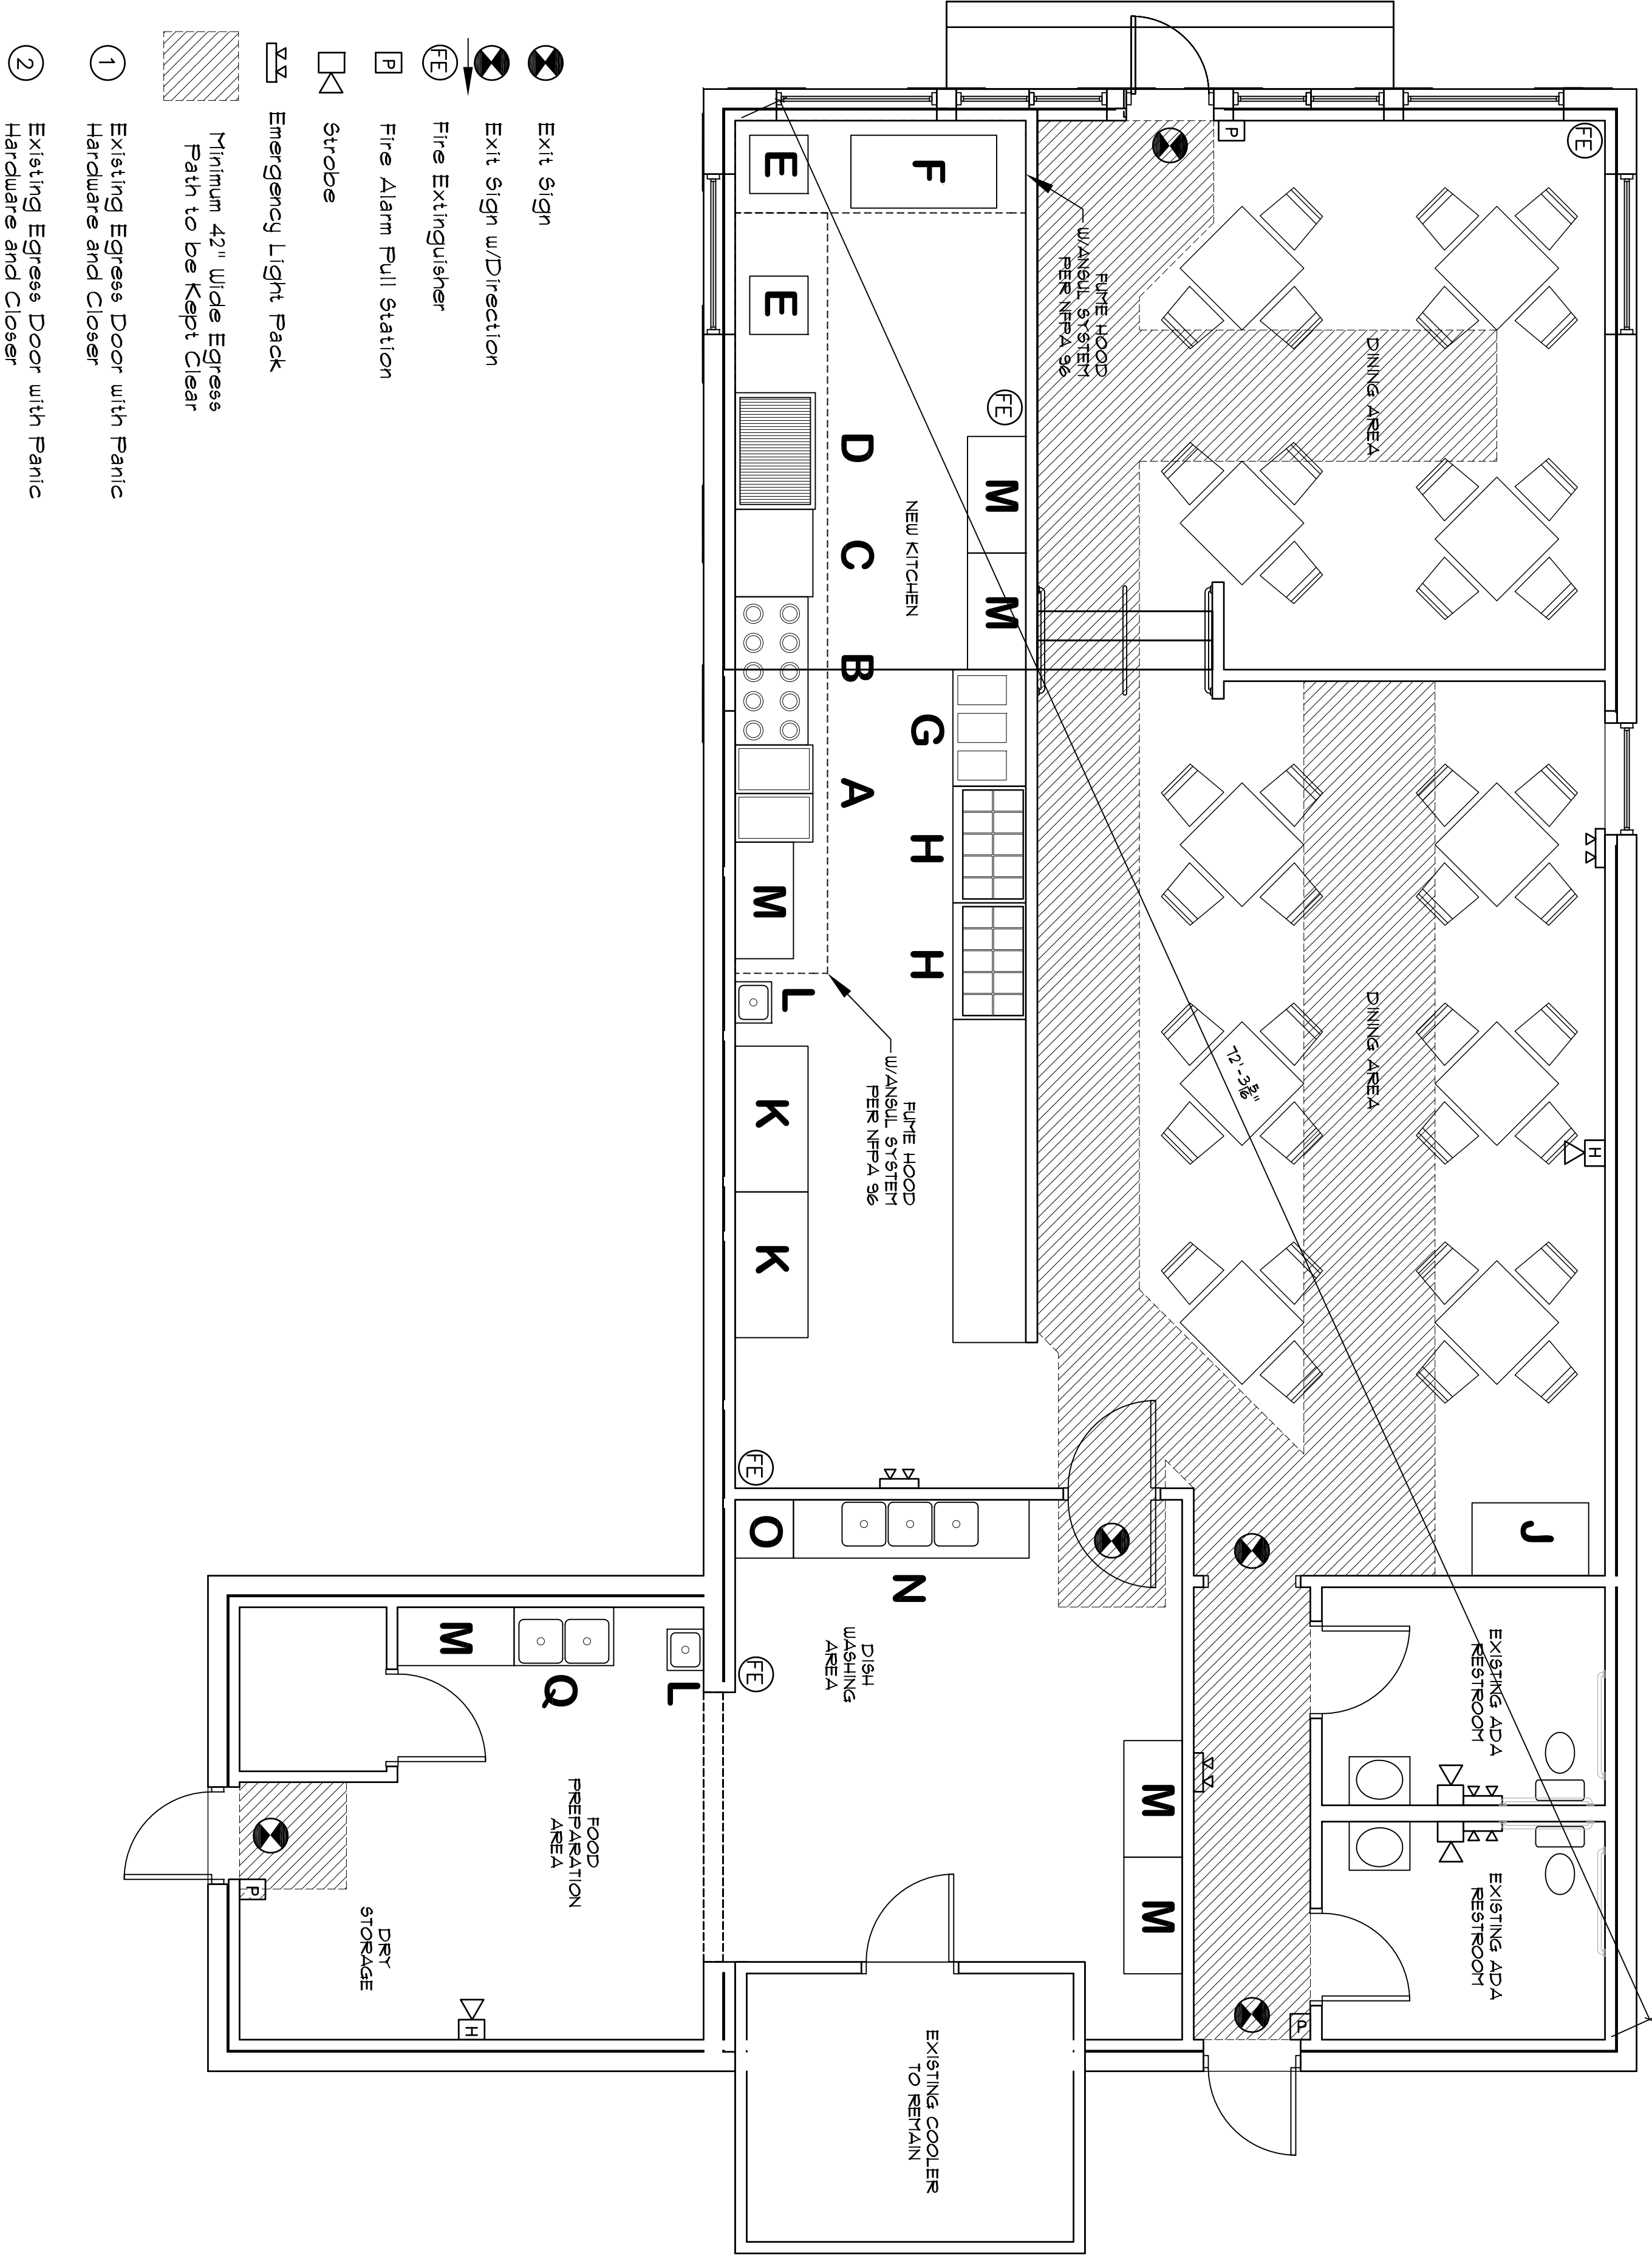 Exit Sign
Exit Sign w/Direction
FE
Fire Extinguisher
P
Fire Alarm Pull Station
Strobe
Emergency Light Pack
Minimum 42" Wide Egress
Path to be Kept Clear
1
Existing Egress Door with Panic
Hardware and Closer
2
Existing Egress Door with Panic
Hardware and Closer
FE
P
DINING AREA
FUME HOOD
W/ANSUL SYSTEM
PER NFPA 96
F
E
E
FE
M
M
NEW KITCHEN
D
C
B
A
G
H
H
M
L
K
K
FUME HOOD
W/ANSUL SYSTEM
PER NFPA 96
DINING AREA
72'-3 5/16"
H
J
FE
O
N
DISH
WASHING
AREA
FE
M
M
EXISTING ADA
RESTROOM
EXISTING ADA
RESTROOM
P
M
Q
L
FOOD
PREPARATION
AREA
P
DRY
STORAGE
H
EXISTING COOLER
TO REMAIN